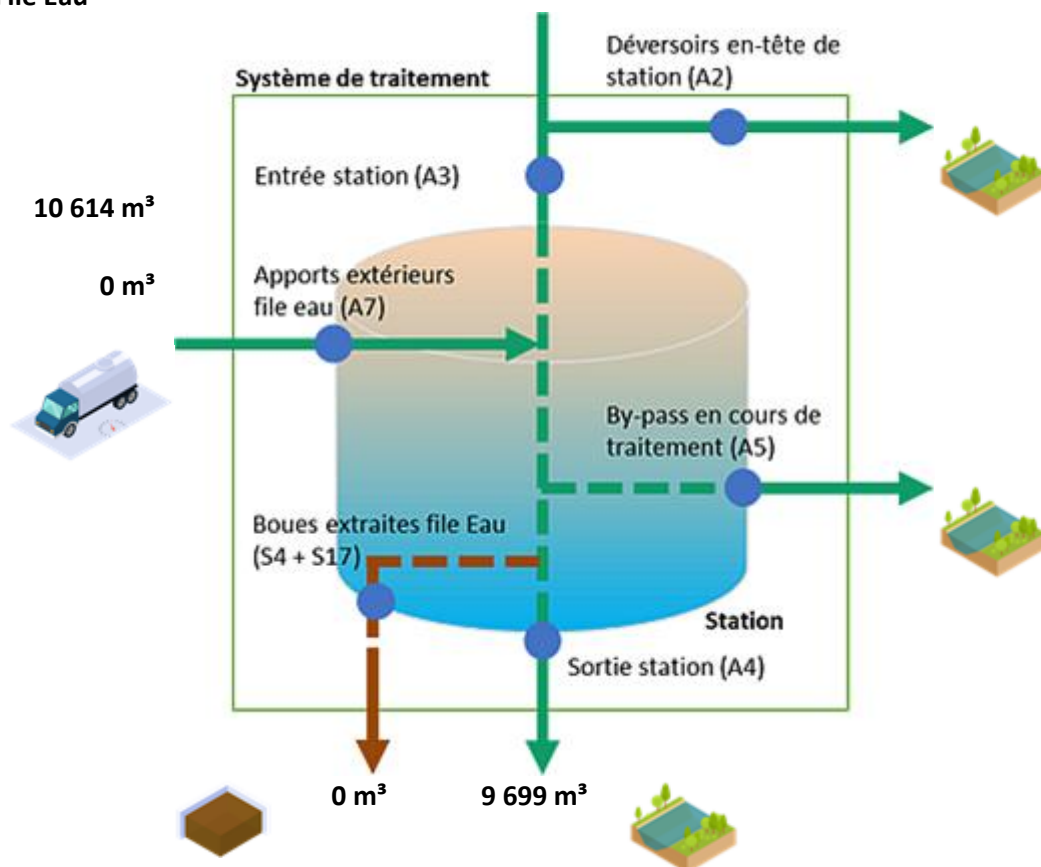 File Eau
Déversoirs en-tête de
station (A2)
Système de traitement
Entrée station (A3)
10 614 m³
0 m³
Apports extérieurs
file eau (A7)
By-pass en cours de
traitement (A5)
Boues extraites file Eau
(S4 + S17)
Station
Sortie station (A4)
0 m³
9 699 m³